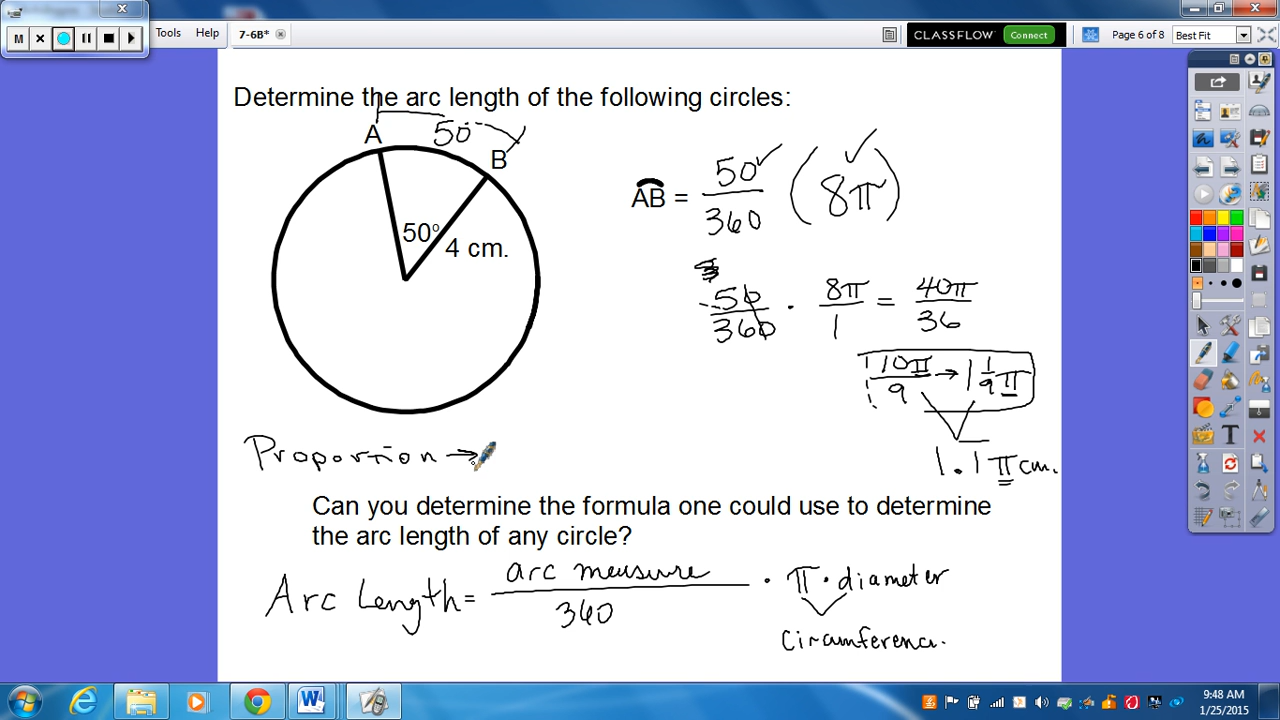 M
Tools Help 7-6B* CLASSFLOW Connect Page 6 of 8 Best Fit
Determine the arc length of the following circles:
50
A
B
50°
4 cm.
AB = 50/360 (8π)
50/360 · 8π/1 = 40π/36
10π/9 → 1 1/9 π
1.1 π cm.
Proportion →
Can you determine the formula one could use to determine
the arc length of any circle?
Arc Length = arc measure/360 · π · diameter
circumference.
9:48 AM
1/25/2015